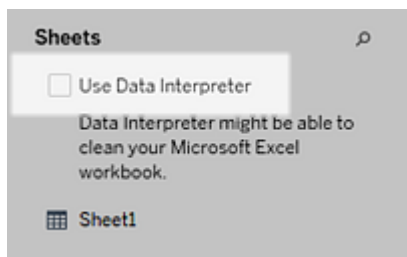 Sheets
Use Data Interpreter
Data Interpreter might be able to
clean your Microsoft Excel
workbook.
Sheet1